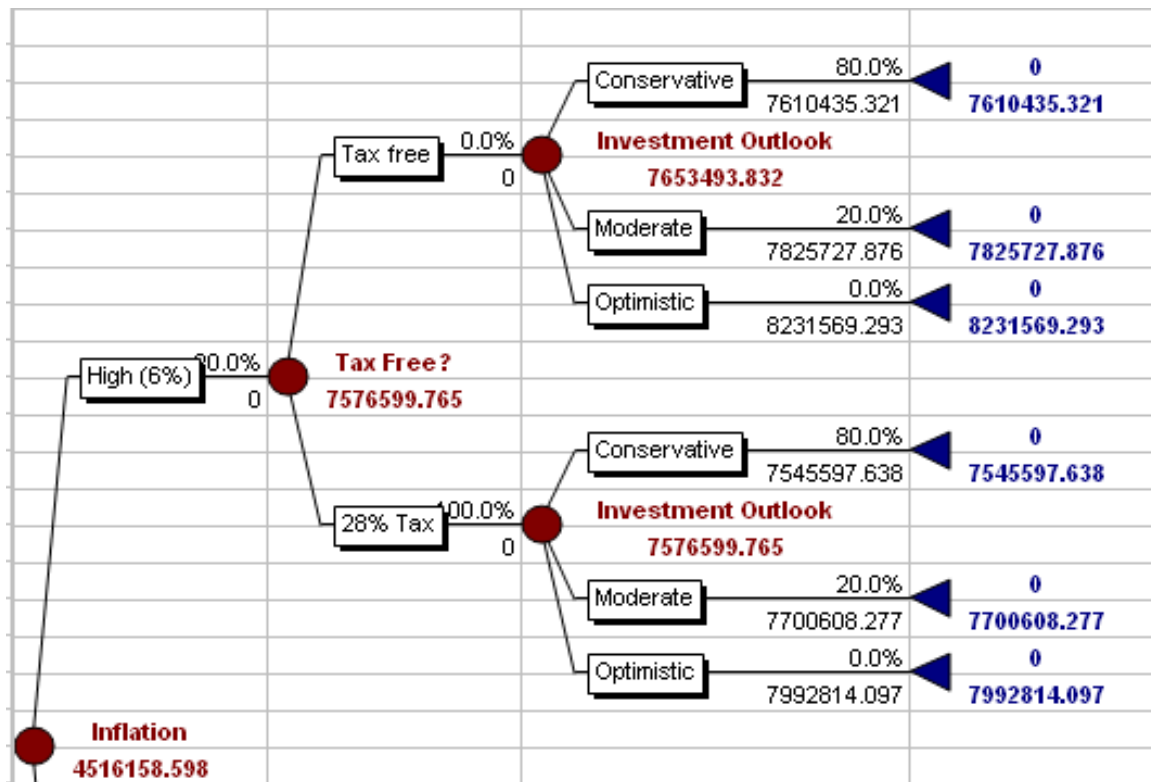 80.0%
0
Conservative
7610435.321
7610435.321
0.0%
Investment Outlook
Tax free
0
7653493.832
20.0%
0
Moderate
7825727.876
7825727.876
0.0%
0
Optimistic
8231569.293
8231569.293
Tax Free?
High (6%)
0
7576599.765
80.0%
0
Conservative
7545597.638
7545597.638
100.0%
Investment Outlook
28% Tax
0
7576599.765
20.0%
0
Moderate
7700608.277
7700608.277
0.0%
0
Optimistic
7992814.097
7992814.097
Inflation
4516158.598